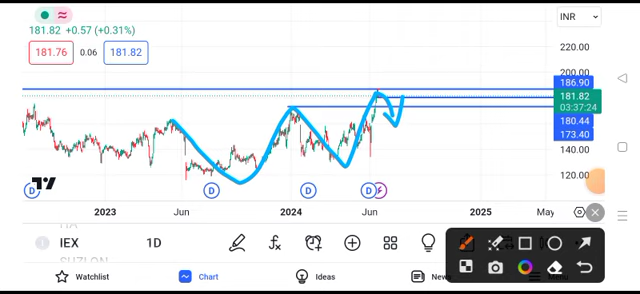 INR
181.82 +0.57 (+0.31%)
181.76 0.06 181.82
220.00
200.00
186.90
181.82
03:37:24
180.44
173.40
140.00
120.00
D D D D
2023 Jun 2024 Jun 2025 May
IEX 1D
SUZLON
Watchlist Chart Ideas News